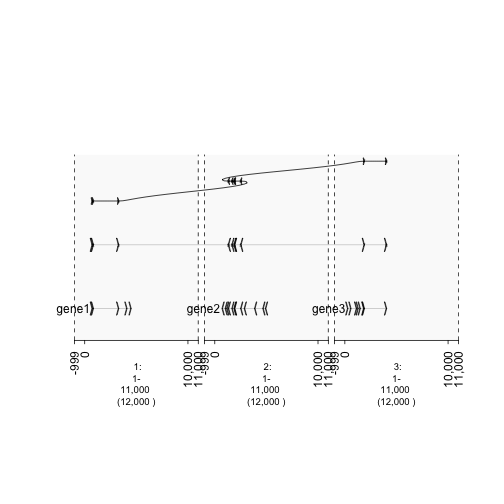 gene1 gene2 gene3
-999 0 10,000 11,000 -999 0 10,000 11,000 -999 0 10,000 11,000
1: 2: 3:
1- 1- 1-
11,000 11,000 11,000
(12,000 ) (12,000 ) (12,000 )